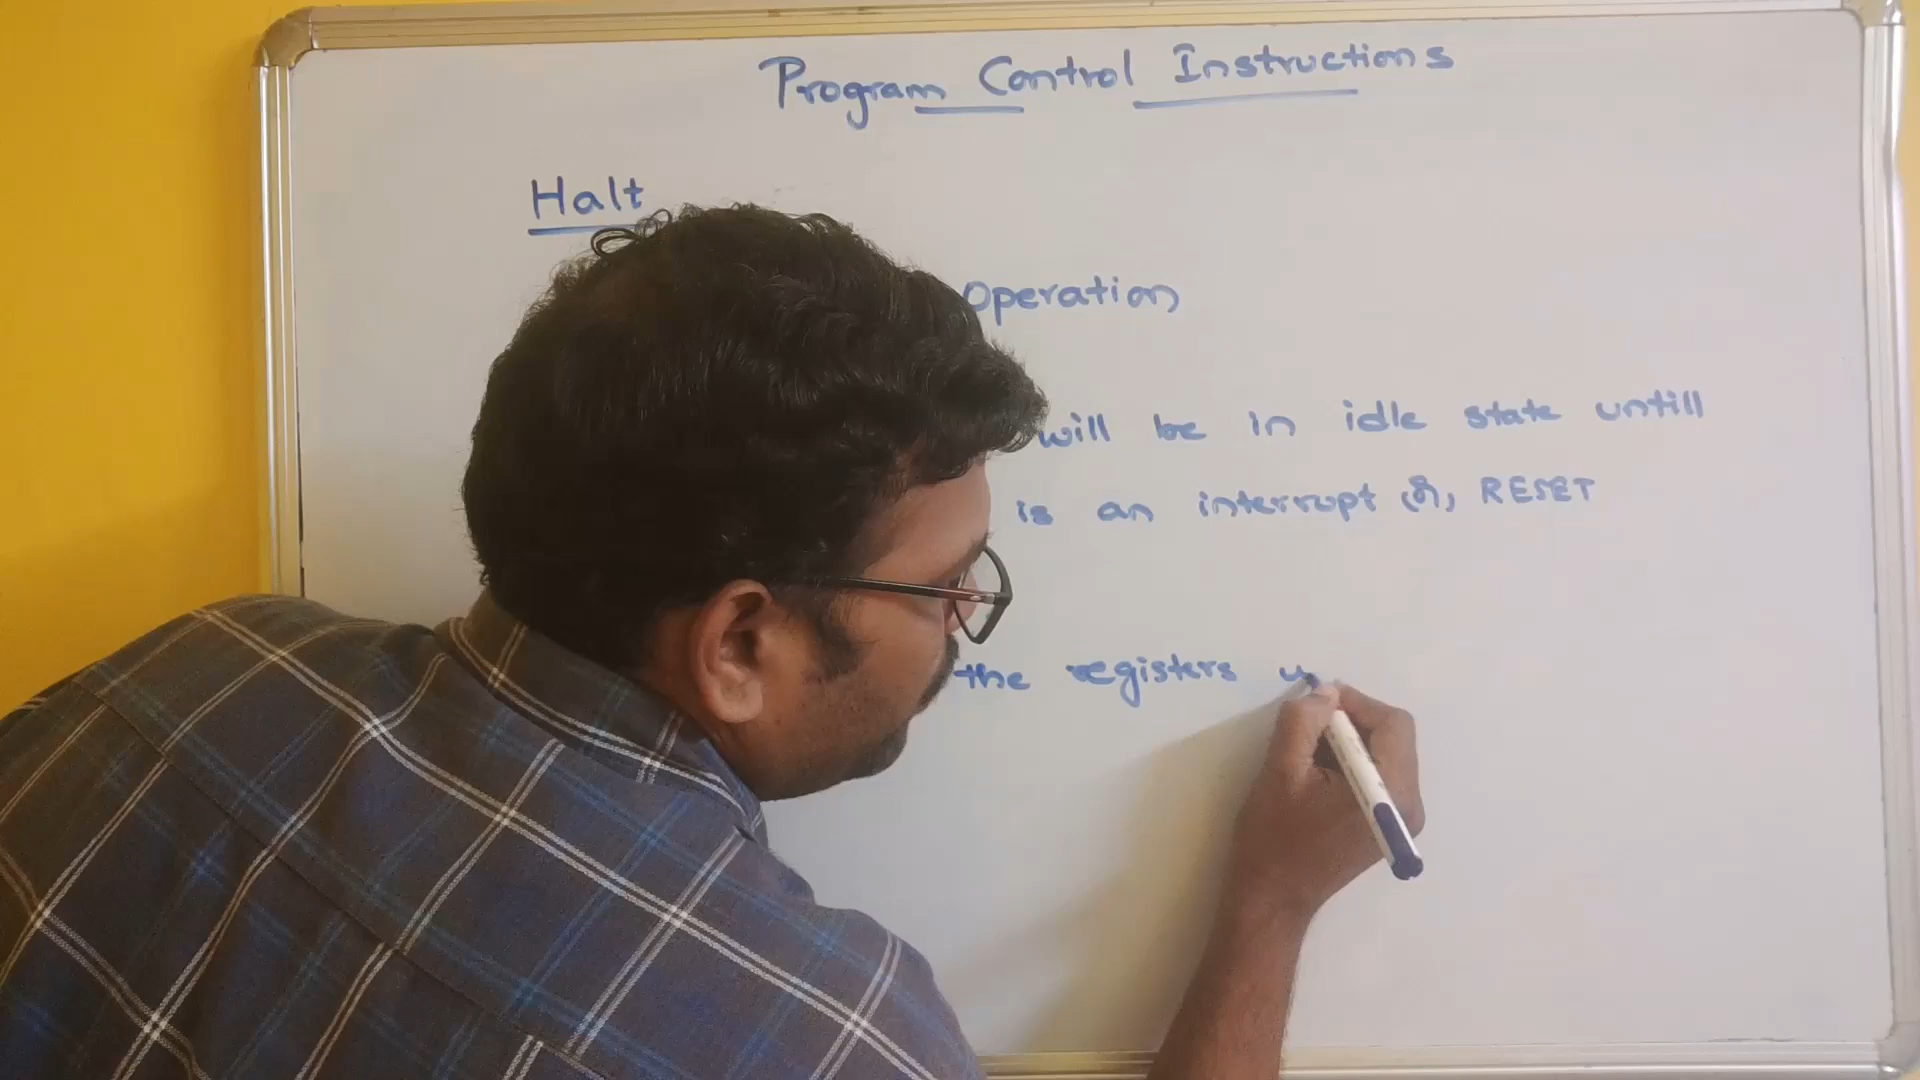 Program Control Instructions
Halt
Operation
will be in idle state untill
is an interrupt (or) RESET
the registers